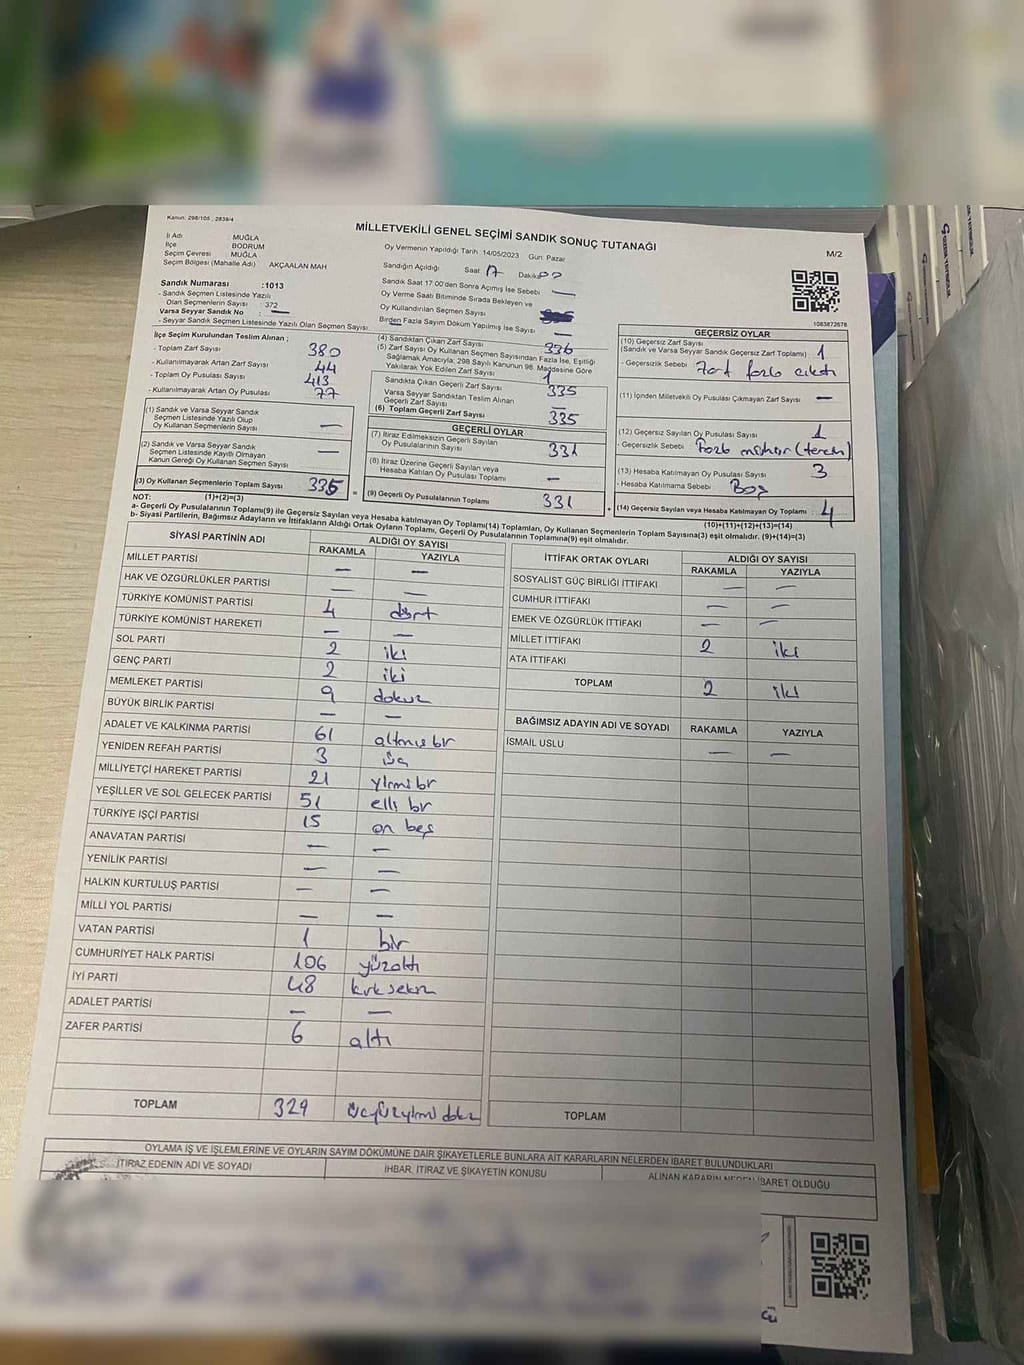 Kanun: 298/105 , 2839/4
MİLLETVEKİLİ GENEL SEÇİMİ SANDIK SONUÇ TUTANAĞI
M/2
İl Adı MUĞLA
İlçe BODRUM
Seçim Çevresi MUĞLA
Seçim Bölgesi (Mahalle Adı) AKÇAALAN MAH
Sandık Numarası :1013
- Sandık Seçmen Listesinde Yazılı
Olan Seçmenlerin Sayısı : 372
Varsa Seyyar Sandık No —
- Seyyar Sandık Seçmen Listesinde Yazılı Olan Seçmen Sayısı
Oy Vermenin Yapıldığı Tarih :14/05/2023 Gün: Pazar
Sandığın Açıldığı Saat 17 Dakika
Sandık Saat 17:00'den Sonra Açımış İse Sebebi —
Oy Verme Saati Bitiminde Sırada Bekleyen ve
Oy Kullandırılan Seçmen Sayısı
Birden Fazla Sayım Döküm Yapılmış İse Sayısı —
1083872678
İlçe Seçim Kurulundan Teslim Alınan ;
- Toplam Zarf Sayısı 380
- Kullanılmayarak Artan Zarf Sayısı 44
- Toplam Oy Pusulası Sayısı 413
- Kullanılmayarak Artan Oy Pusulası 77
(1) Sandık ve Varsa Seyyar Sandık
Seçmen Listesinde Yazılı Olup
Oy Kullanan Seçmenlerin Sayısı —
(2) Sandık ve Varsa Seyyar Sandık
Seçmen Listesinde Kayıtlı Olmayan
Kanun Gereği Oy Kullanan Seçmen Sayısı —
(3) Oy Kullanan Seçmenlerin Toplam Sayısı 335
(1)+(2)=(3)
(4) Sandıktan Çıkan Zarf Sayısı 336
(5) Zarf Sayısı Oy Kullanan Seçmen Sayısından Fazla İse, Eşitliği
Sağlamak Amacıyla, 298 Sayılı Kanunun 98. Maddesine Göre
Yakılarak Yok Edilen Zarf Sayısı 1
Sandıkta Çıkan Geçerli Zarf Sayısı 335
Varsa Seyyar Sandıktan Teslim Alınan
Geçerli Zarf Sayısı —
(6) Toplam Geçerli Zarf Sayısı 335
GEÇERLİ OYLAR
(7) İtiraz Edilmeksizin Geçerli Sayılan
Oy Pusulalarının Sayısı 331
(8) İtiraz Üzerine Geçerli Sayılan veya
Hesaba Katılan Oy Pusulası Toplamı —
= (9) Geçerli Oy Pusulalarının Toplamı 331
GEÇERSİZ OYLAR
(10) Geçersiz Zarf Sayısı
(Sandık ve Varsa Seyyar Sandık Geçersiz Zarf Toplamı) 1
- Geçersizlik Sebebi fazla çıktı
(11) İçinden Milletvekili Oy Pusulası Çıkmayan Zarf Sayısı —
(12) Geçersiz Sayılan Oy Pusulası Sayısı 1
- Geçersizlik Sebebi Fazla mühür (tercih)
(13) Hesaba Katılmayan Oy Pusulası Sayısı 3
- Hesaba Katılmama Sebebi Boş
+ (14) Geçersiz Sayılan veya Hesaba Katılmayan Oy Toplamı 4
(10)+(11)+(12)+(13)=(14)
NOT:
a- Geçerli Oy Pusulasının Toplamı(9) ile Geçersiz Sayılan veya Hesaba katılmayan Oy Toplamı(14) Toplamları, Oy Kullanan Seçmenlerin Toplam Sayısına(3) eşit olmalıdır. (9)+(14)=(3)
b- Siyasi Partilerin, Bağımsız Adayların ve İttifakların Aldığı Ortak Oyların Toplamı, Geçerli Oy Pusulalarının Toplamına(9) eşit olmalıdır.
SİYASİ PARTİNİN ADI ALDIĞI OY SAYISI
RAKAMLA YAZIYLA
MİLLET PARTİSİ — —
HAK VE ÖZGÜRLÜKLER PARTİSİ — —
TÜRKİYE KOMÜNİST PARTİSİ 4 dört
TÜRKİYE KOMÜNİST HAREKETİ — —
SOL PARTİ 2 iki
GENÇ PARTİ 2 iki
MEMLEKET PARTİSİ 9 dokuz
BÜYÜK BİRLİK PARTİSİ — —
ADALET VE KALKINMA PARTİSİ 61 altmış bir
YENİDEN REFAH PARTİSİ 3 üç
MİLLİYETÇİ HAREKET PARTİSİ 21 yirmi bir
YEŞİLLER VE SOL GELECEK PARTİSİ 51 elli bir
TÜRKİYE İŞÇİ PARTİSİ 15 on beş
ANAVATAN PARTİSİ — —
YENİLİK PARTİSİ — —
HALKIN KURTULUŞ PARTİSİ — —
MİLLİ YOL PARTİSİ — —
VATAN PARTİSİ 1 bir
CUMHURİYET HALK PARTİSİ 106 yüzaltı
İYİ PARTİ 48 kırk sekiz
ADALET PARTİSİ — —
ZAFER PARTİSİ 6 altı
TOPLAM 329 üçyüzyirmi dokuz
İTTİFAK ORTAK OYLARI ALDIĞI OY SAYISI
RAKAMLA YAZIYLA
SOSYALİST GÜÇ BİRLİĞİ İTTİFAKI — —
CUMHUR İTTİFAKI — —
EMEK VE ÖZGÜRLÜK İTTİFAKI — —
MİLLET İTTİFAKI 2 iki
ATA İTTİFAKI
TOPLAM 2 iki
BAĞIMSIZ ADAYIN ADI VE SOYADI RAKAMLA YAZIYLA
İSMAİL USLU — —
TOPLAM
OYLAMA İŞ VE İŞLEMLERİNE VE OYLARIN SAYIM DÖKÜMÜNE DAİR ŞİKAYETLERLE BUNLARA AİT KARARLARIN NELERDEN İBARET BULUNDUKLARI
İTİRAZ EDENİN ADI VE SOYADI İHBAR, İTİRAZ VE ŞİKAYETİN KONUSU ALINAN KARARIN NEDEN İBARET OLDUĞU